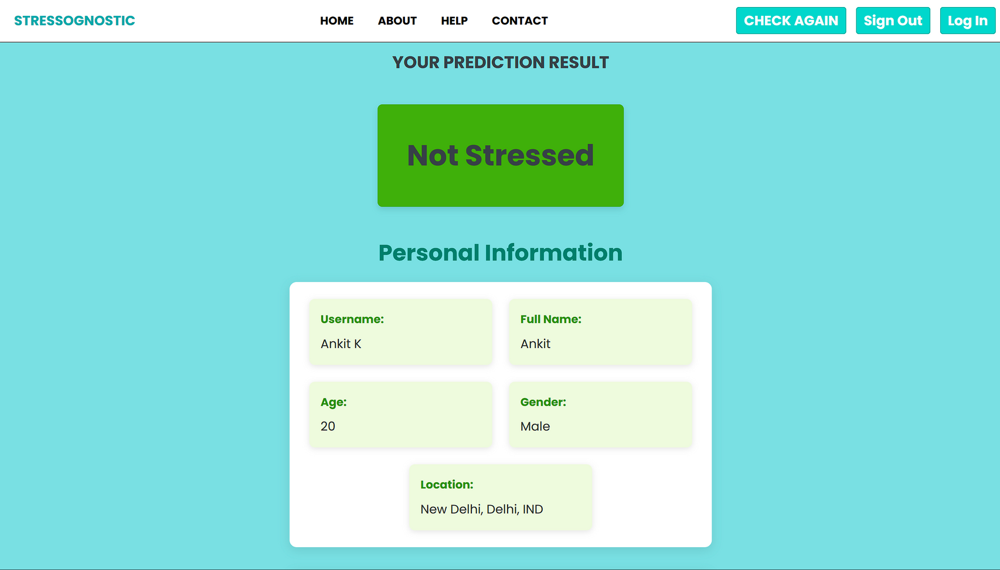 STRESSOGNOSTIC
HOME ABOUT HELP CONTACT
CHECK AGAIN Sign Out Log In
YOUR PREDICTION RESULT
Not Stressed
Personal Information
Username:
Ankit K
Full Name:
Ankit
Age:
20
Gender:
Male
Location:
New Delhi, Delhi, IND